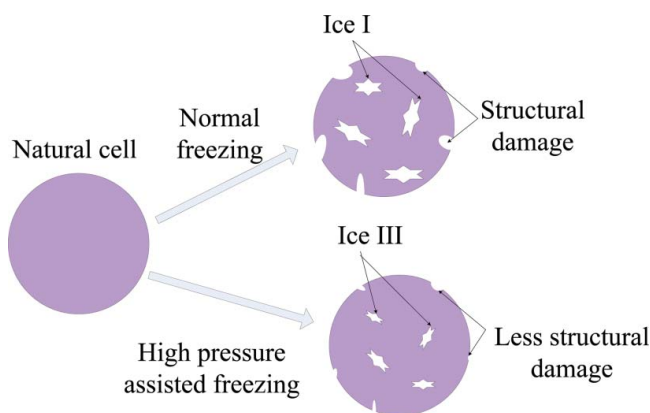 Ice I
Normal
freezing
Structural
damage
Natural cell
Ice III
High pressure
assisted freezing
Less structural
damage